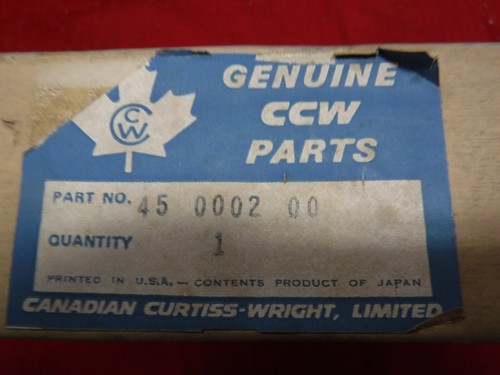 CCW
GENUINE
CCW
PARTS
PART NO. 45 0002 00
QUANTITY 1
PRINTED IN U.S.A. — CONTENTS PRODUCT OF JAPAN
CANADIAN CURTISS-WRIGHT, LIMITED